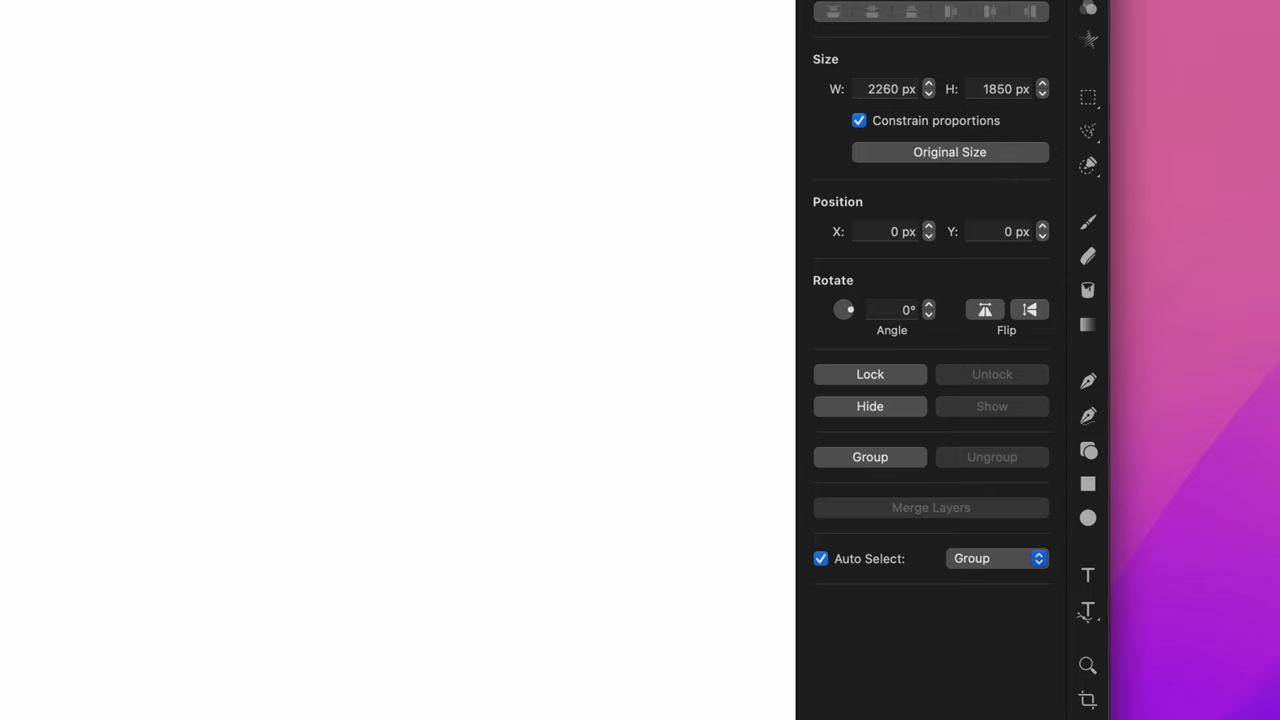 Size
W: 2260 px H: 1850 px
Constrain proportions
Original Size
Position
X: 0 px Y: 0 px
Rotate
0°
Angle Flip
Lock Unlock
Hide Show
Group Ungroup
Merge Layers
Auto Select: Group
T
T